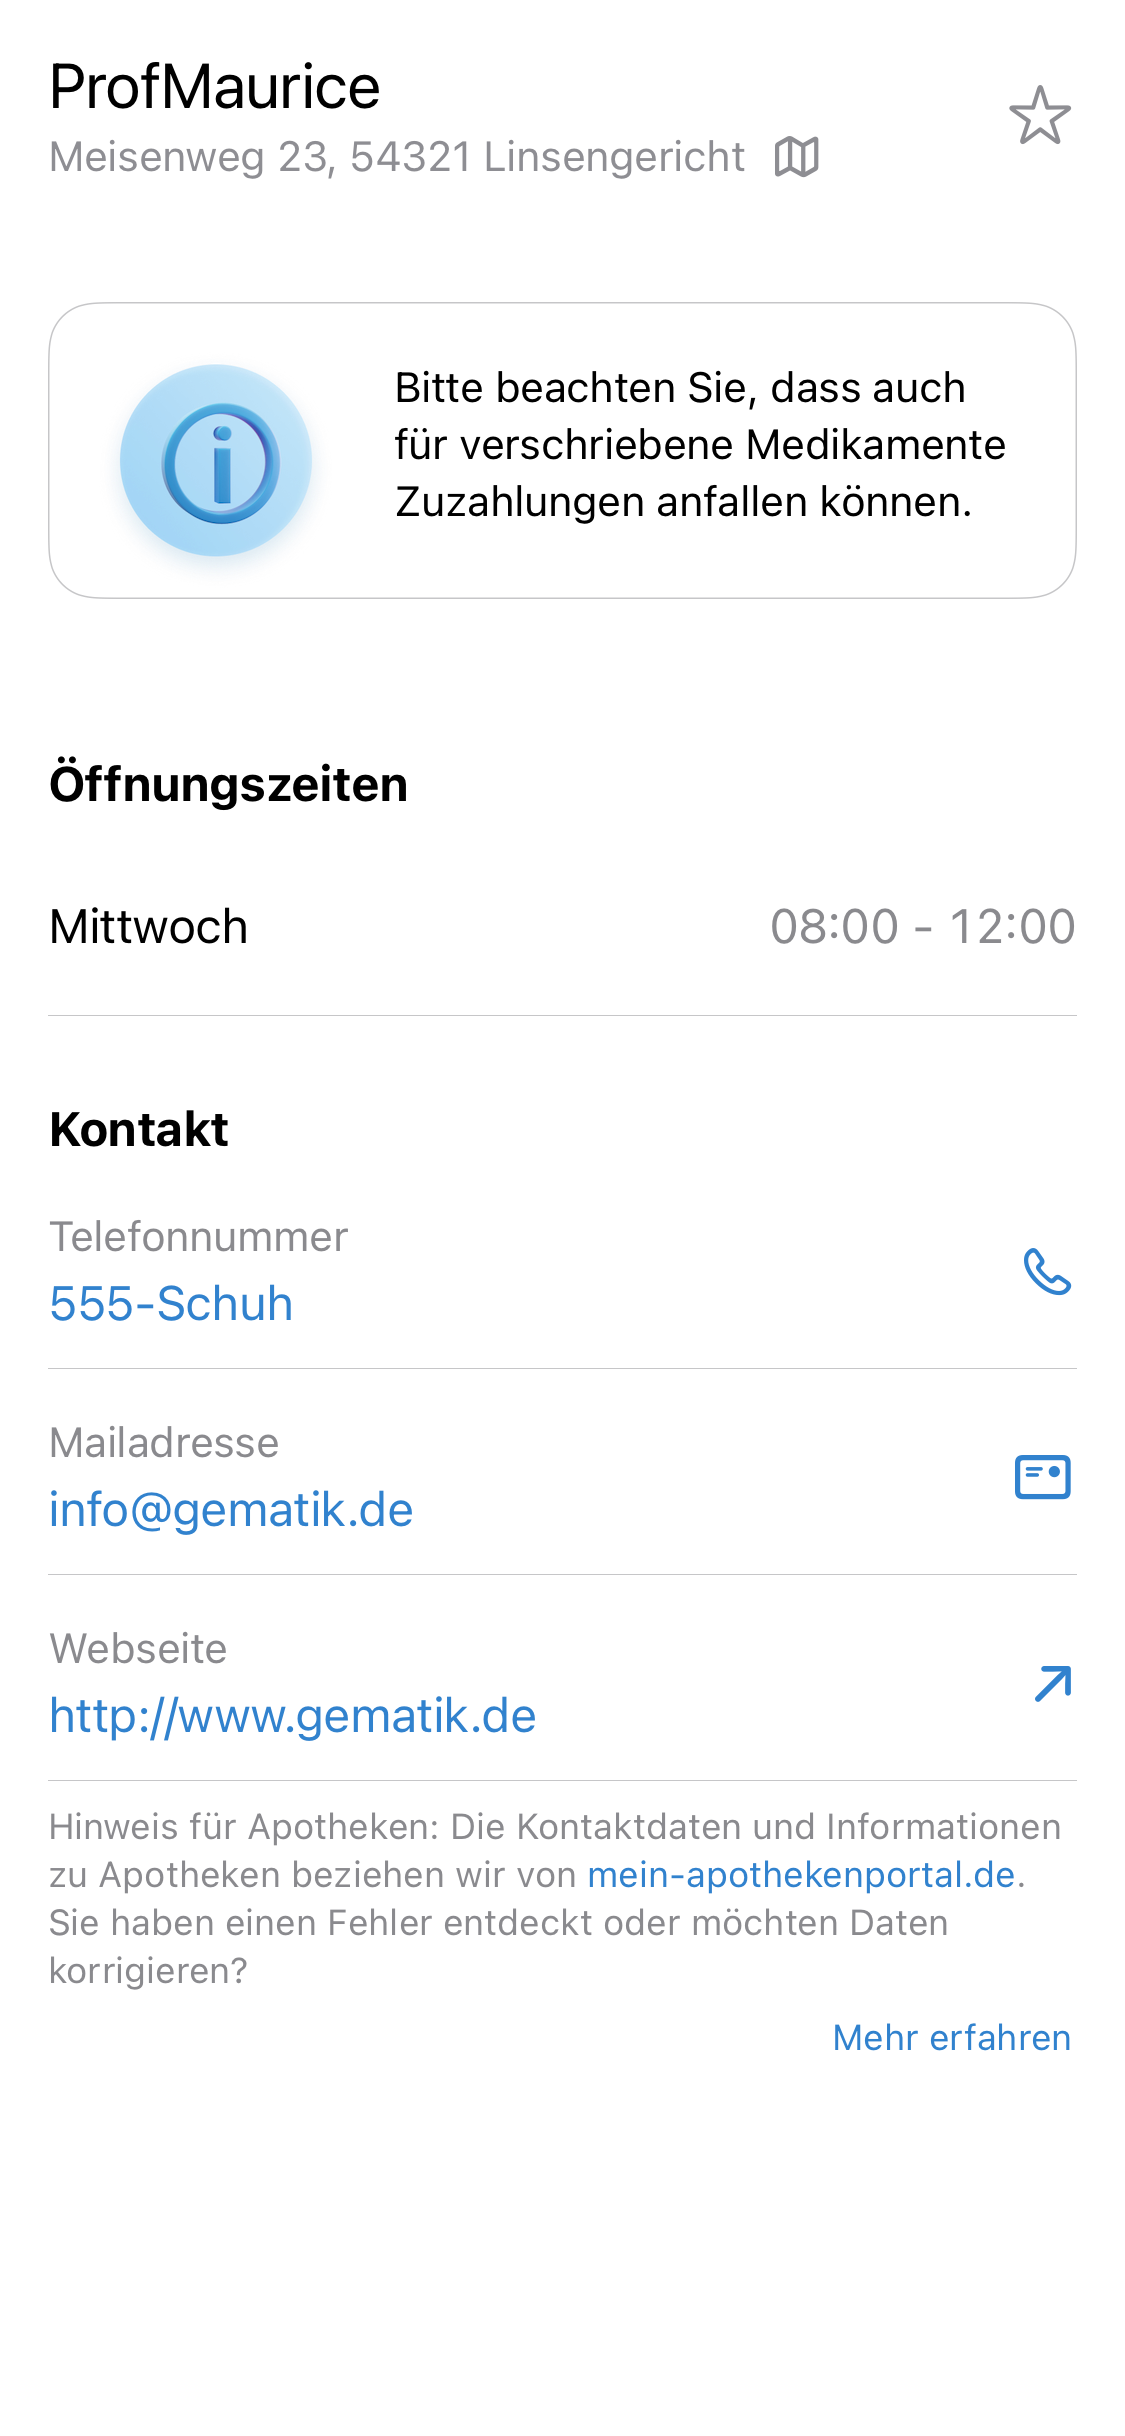 ProfMaurice
Meisenweg 23, 54321 Linsengericht
Bitte beachten Sie, dass auch
für verschriebene Medikamente
Zuzahlungen anfallen können.
Öffnungszeiten
Mittwoch 08:00 - 12:00
Kontakt
Telefonnummer
555-Schuh
Mailadresse
info@gematik.de
Webseite
http://www.gematik.de
Hinweis für Apotheken: Die Kontaktdaten und Informationen
zu Apotheken beziehen wir von mein-apothekenportal.de.
Sie haben einen Fehler entdeckt oder möchten Daten
korrigieren?
Mehr erfahren